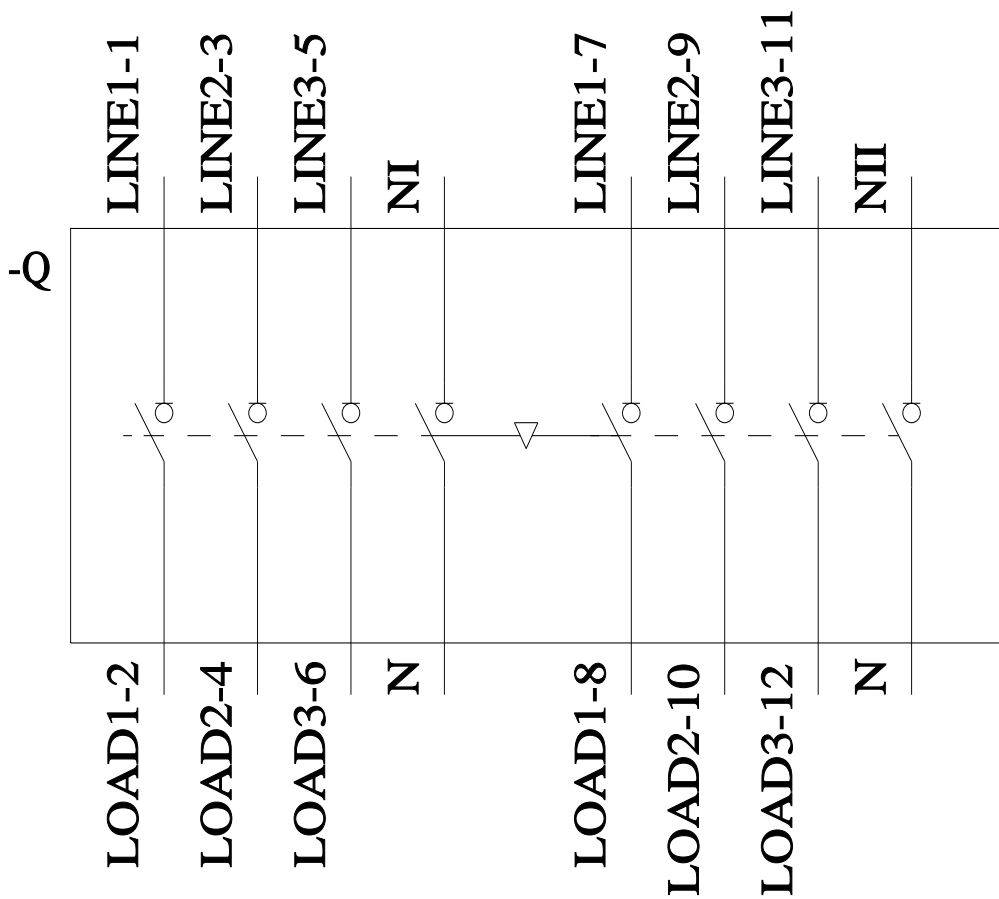 LINE1-1
LINE2-3
LINE3-5
NI
LINE1-7
LINE2-9
LINE3-11
NII
-Q
LOAD1-2
LOAD2-4
LOAD3-6
N
LOAD1-8
LOAD2-10
LOAD3-12
N